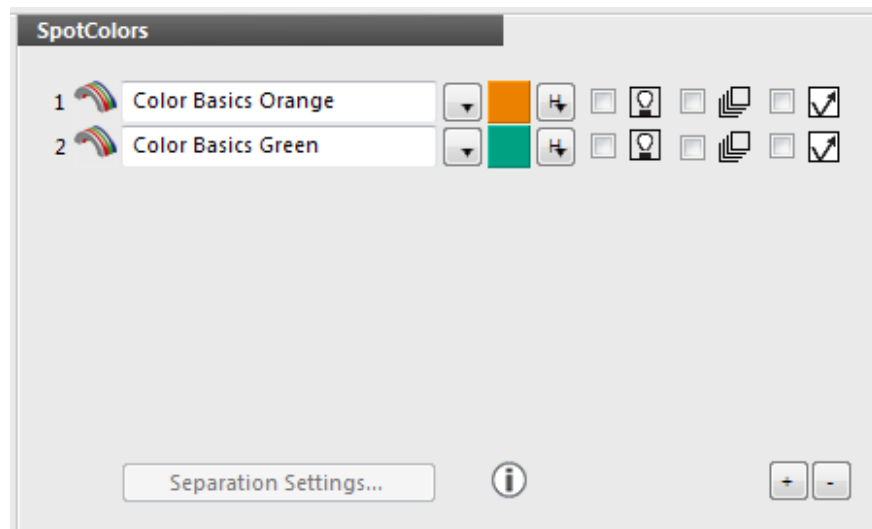 SpotColors
1 Color Basics Orange H
2 Color Basics Green H
Separation Settings... i + -